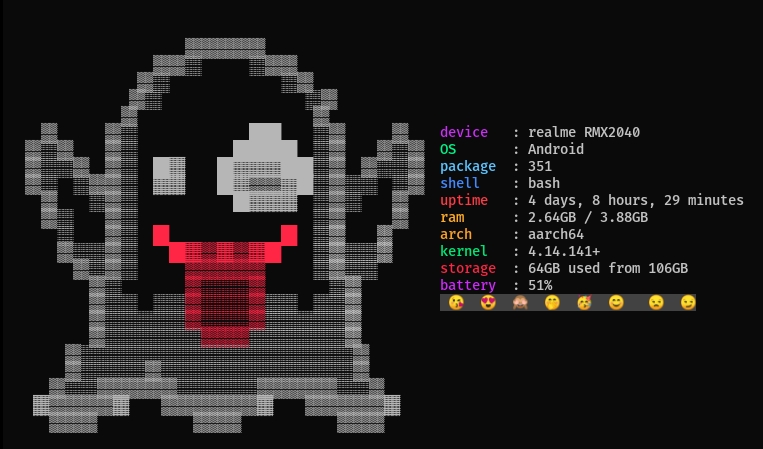 device : realme RMX2040
OS : Android
package : 351
shell : bash
uptime : 4 days, 8 hours, 29 minutes
ram : 2.64GB / 3.88GB
arch : aarch64
kernel : 4.14.141+
storage : 64GB used from 106GB
battery : 51%